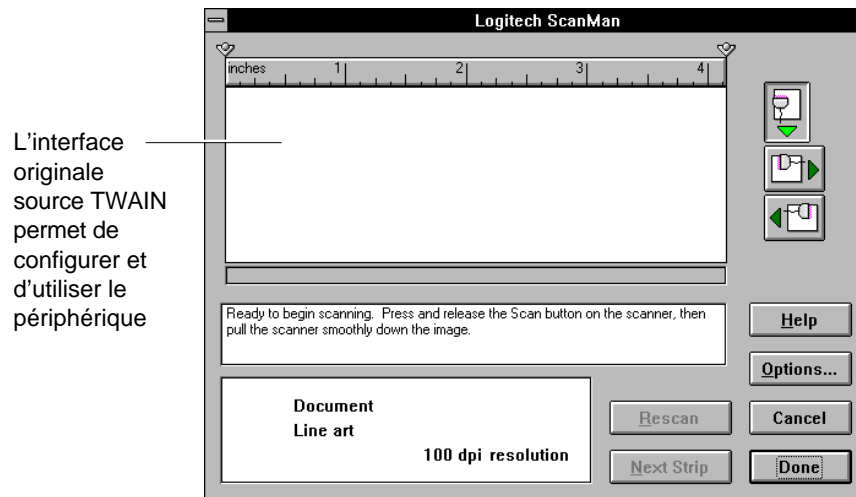 Logitech ScanMan
inches 1 2 3 4
L’interface
originale
source TWAIN
permet de
configurer et
d’utiliser le
périphérique
Ready to begin scanning. Press and release the Scan button on the scanner, then
pull the scanner smoothly down the image.
Help
Options...
Document
Line art
100 dpi resolution
Rescan
Cancel
Next Strip
Done